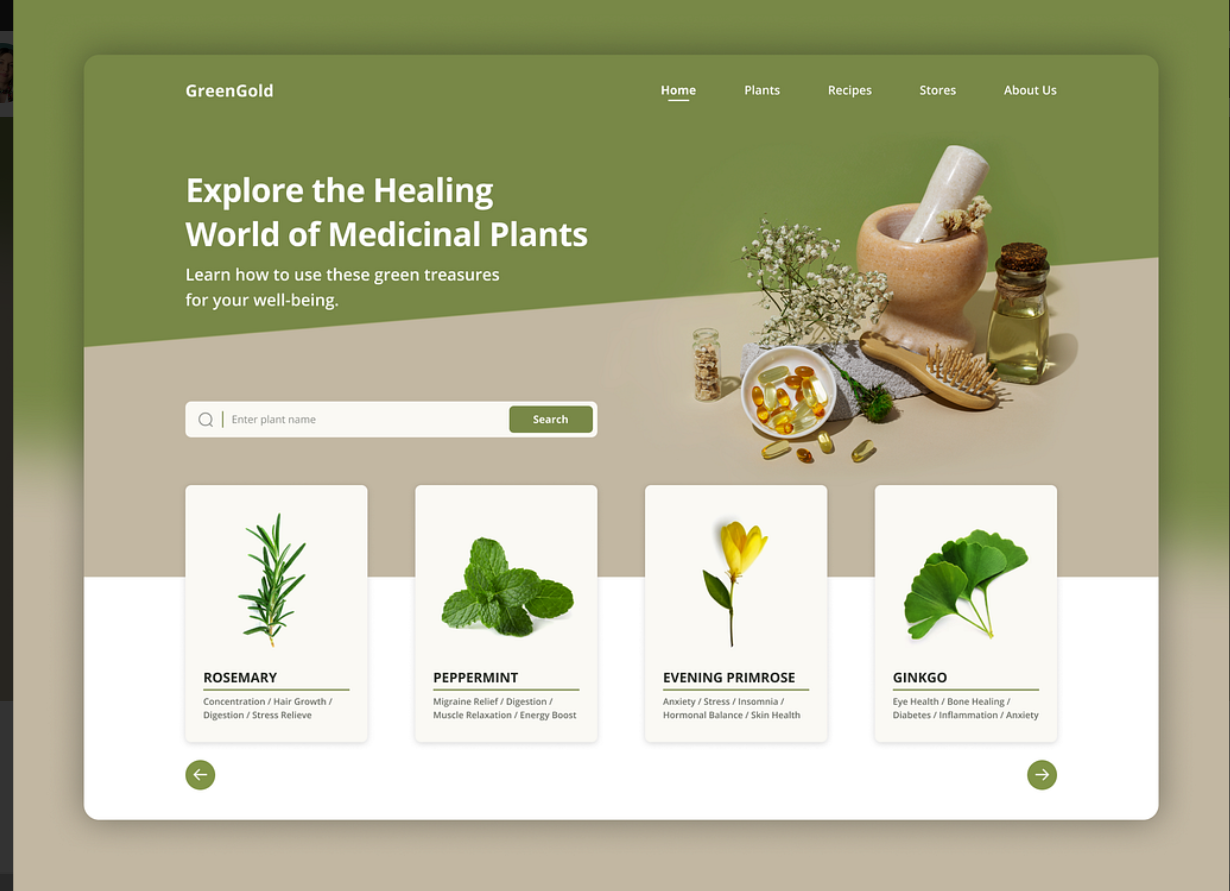 GreenGold
Home
Plants
Recipes
Stores
About Us
Explore the Healing
World of Medicinal Plants
Learn how to use these green treasures
for your well-being.
Enter plant name
Search
ROSEMARY
Concentration / Hair Growth /
Digestion / Stress Relieve
PEPPERMINT
Migraine Relief / Digestion /
Muscle Relaxation / Energy Boost
EVENING PRIMROSE
Anxiety / Stress / Insomnia /
Hormonal Balance / Skin Health
GINKGO
Eye Health / Bone Healing /
Diabetes / Inflammation / Anxiety